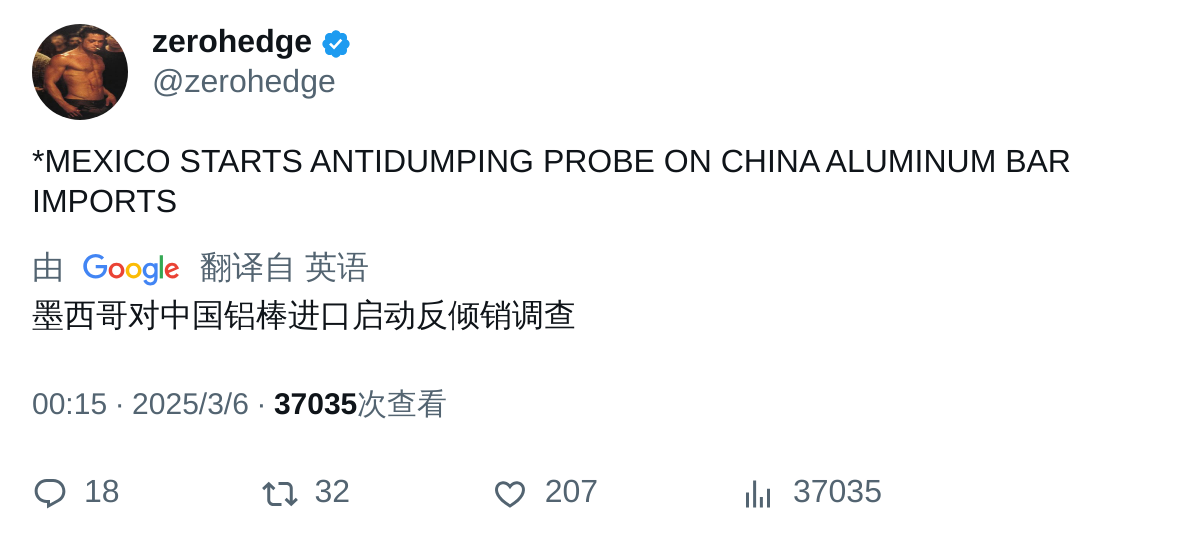 zerohedge
@zerohedge
*MEXICO STARTS ANTIDUMPING PROBE ON CHINA ALUMINUM BAR
IMPORTS
由 Google 翻译自 英语
墨西哥对中国铝棒进口启动反倾销调查
00:15 · 2025/3/6 · 37035次查看
18 32 207 37035